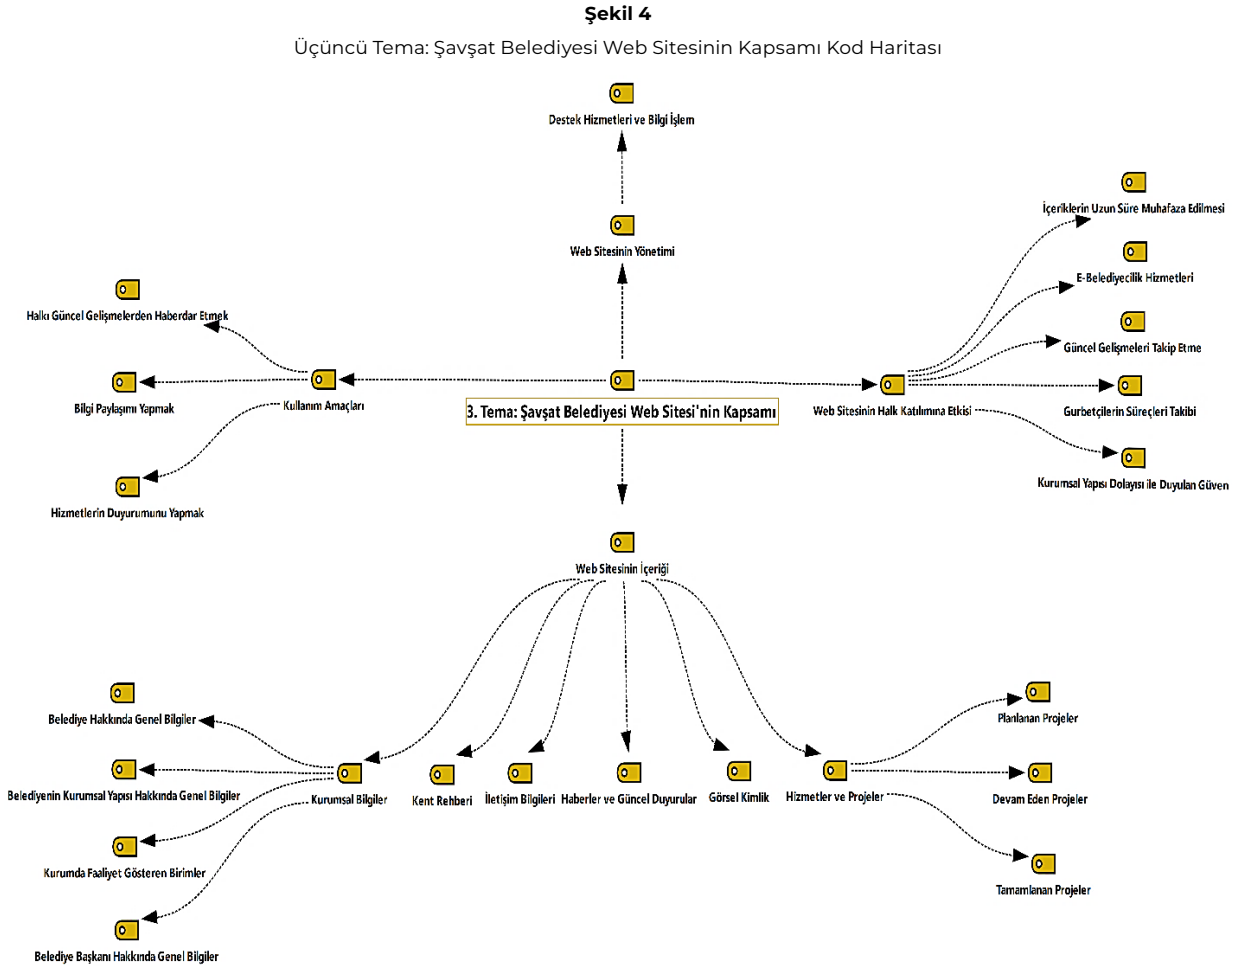 Şekil 4
Üçüncü Tema: Şavşat Belediyesi Web Sitesinin Kapsamı Kod Haritası
Destek Hizmetleri ve Bilgi İşlem
Web Sitesinin Yönetimi
İçeriklerin Uzun Süre Muhafaza Edilmesi
E-Belediyecilik Hizmetleri
Güncel Gelişmeleri Takip Etme
Gurbetçilerin Süreçleri Takibi
Kurumsal Yapısı Dolayısı ile Duyulan Güven
Web Sitesinin Halk Katılımına Etkisi
3. Tema: Şavşat Belediyesi Web Sitesi'nin Kapsamı
Kullanım Amaçları
Halkı Güncel Gelişmelerden Haberdar Etmek
Bilgi Paylaşımı Yapmak
Hizmetlerin Duyurumunu Yapmak
Web Sitesinin İçeriği
Belediye Hakkında Genel Bilgiler
Belediyenin Kurumsal Yapısı Hakkında Genel Bilgiler
Kurumda Faaliyet Gösteren Birimler
Belediye Başkanı Hakkında Genel Bilgiler
Kurumsal Bilgiler
Kent Rehberi
İletişim Bilgileri
Haberler ve Güncel Duyurular
Görsel Kimlik
Hizmetler ve Projeler
Planlanan Projeler
Devam Eden Projeler
Tamamlanan Projeler